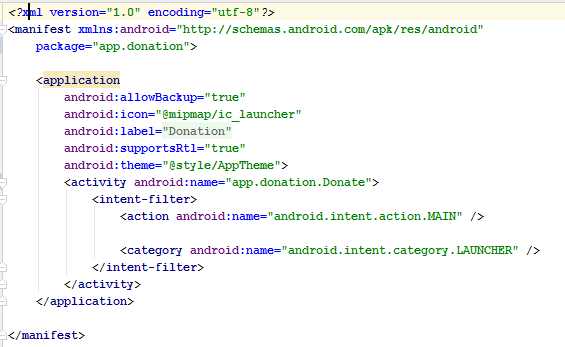 <?xml version="1.0" encoding="utf-8"?>
<manifest xmlns:android="http://schemas.android.com/apk/res/android"
    package="app.donation">

    <application
        android:allowBackup="true"
        android:icon="@mipmap/ic_launcher"
        android:label="Donation"
        android:supportsRtl="true"
        android:theme="@style/AppTheme">
        <activity android:name="app.donation.Donate">
            <intent-filter>
                <action android:name="android.intent.action.MAIN" />

                <category android:name="android.intent.category.LAUNCHER" />
            </intent-filter>
        </activity>
    </application>

</manifest>